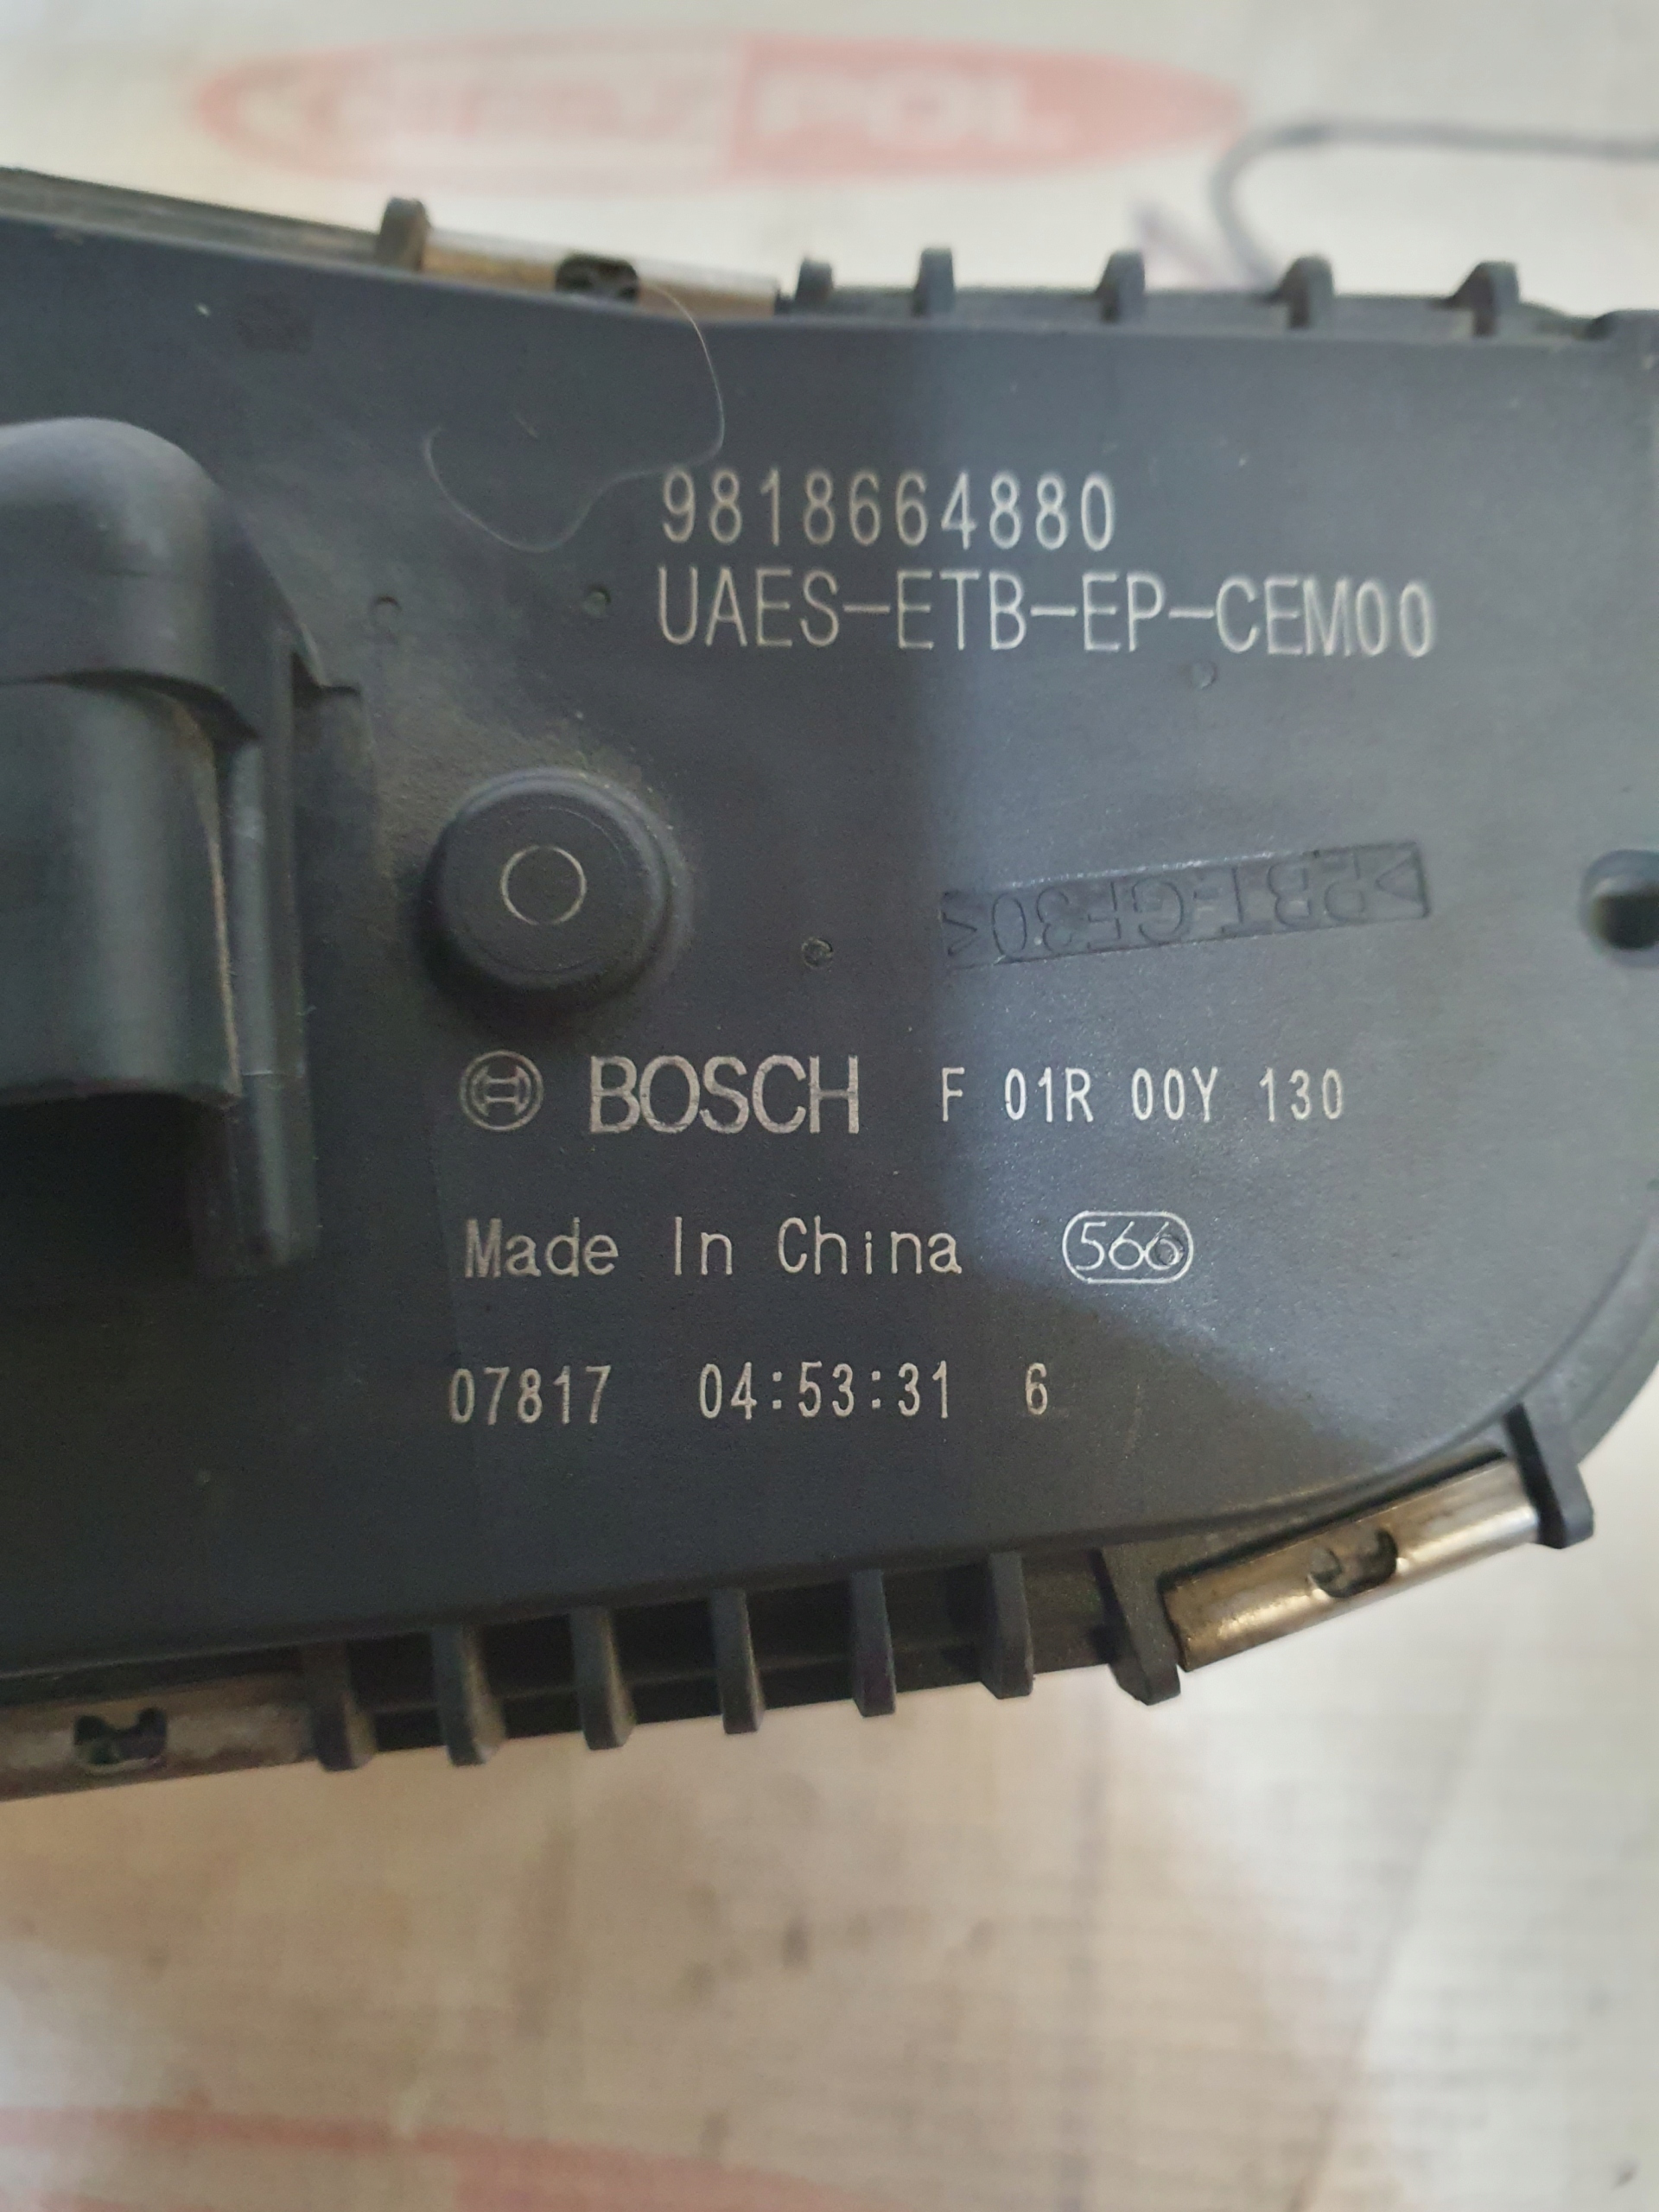 POL
9818664880
UAES-ETB-EP-CEM00
>PBT-GF30<
BOSCH F 01R 00Y 130
Made In China 566
07817 04:53:31 6